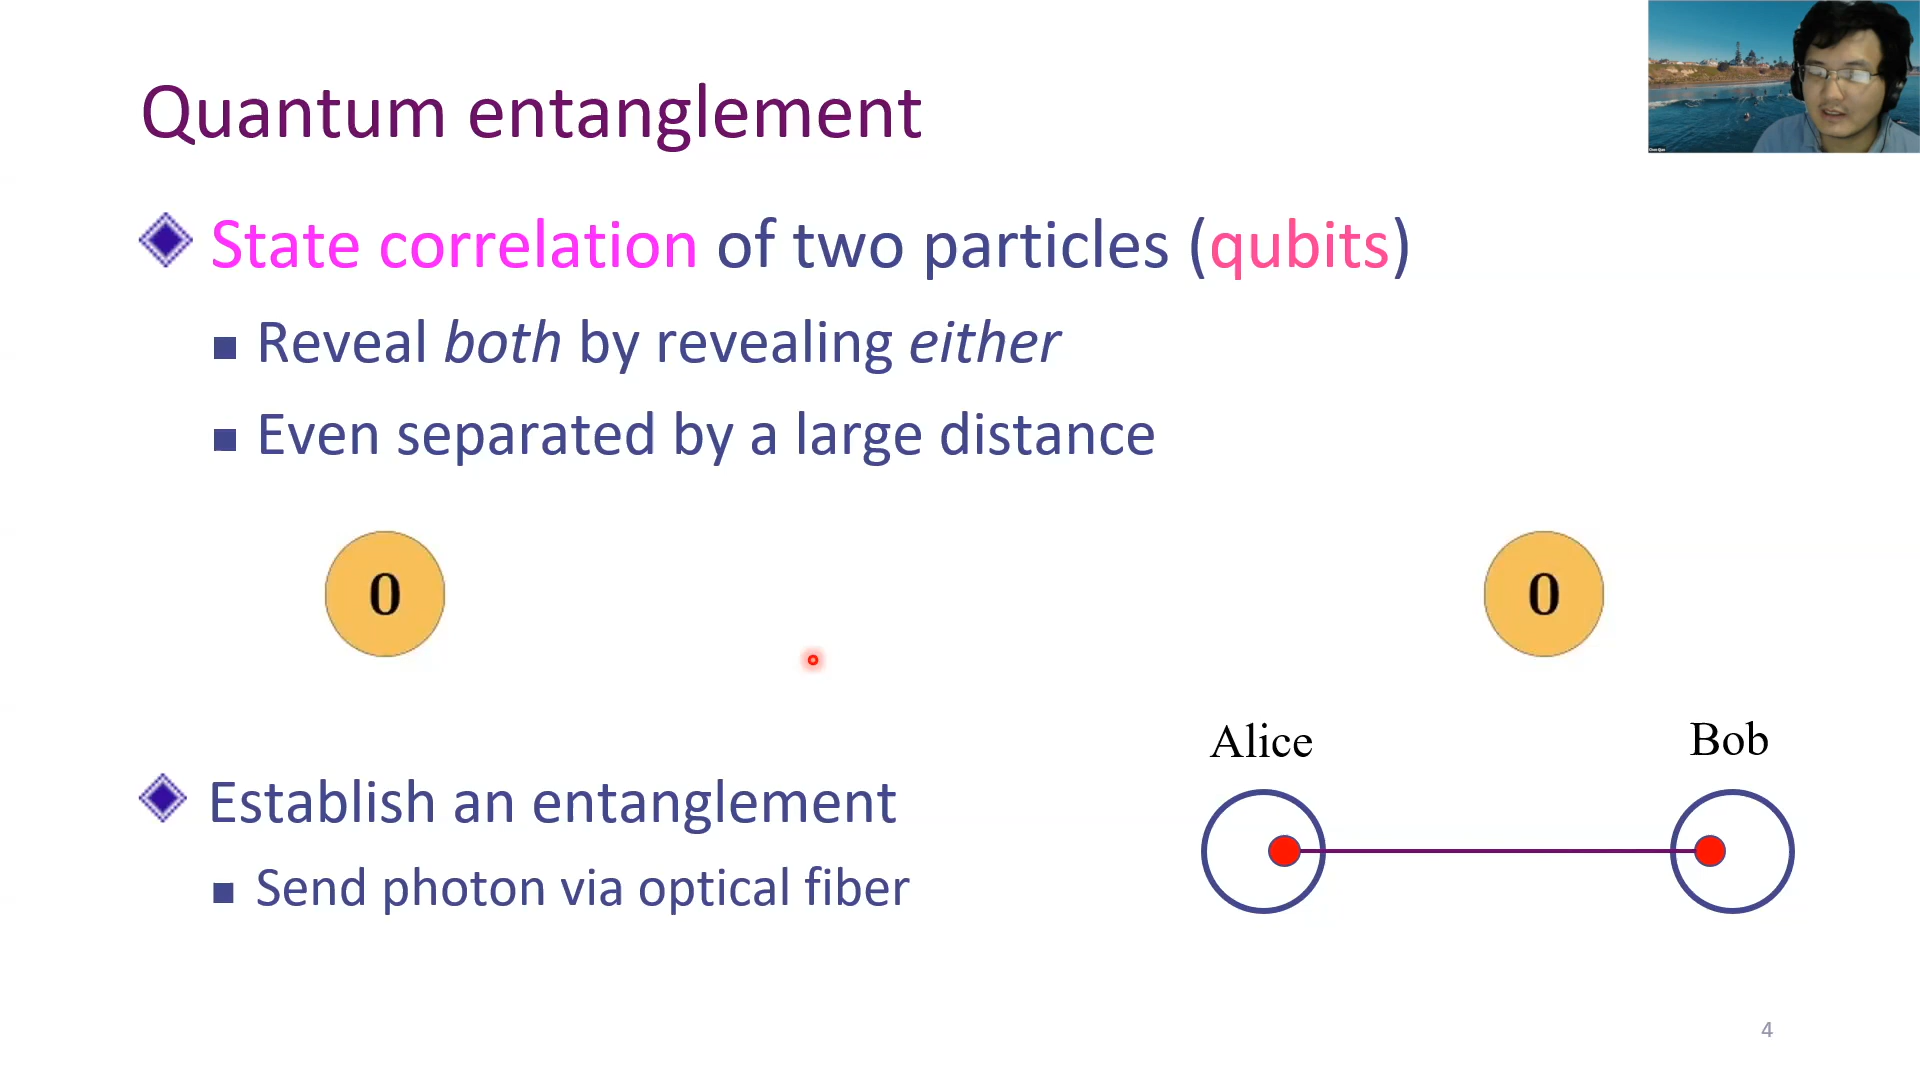 Quantum entanglement
State correlation of two particles (qubits)
Reveal both by revealing either
Even separated by a large distance
0 0
Alice Bob
Establish an entanglement
Send photon via optical fiber
4